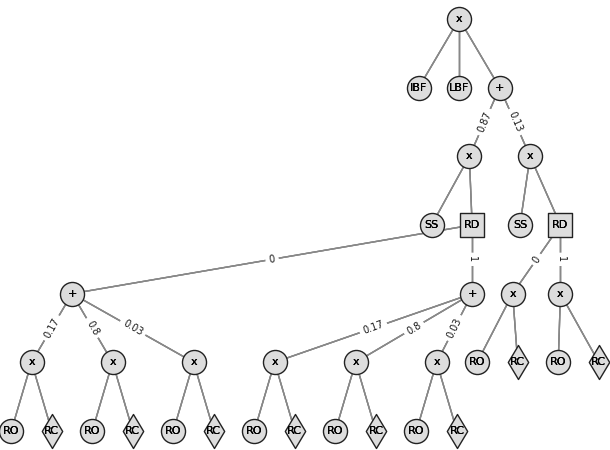 x
IBF LBF +
0.87 0.13
x x
SS RD SS RD
0 1 0 1
+ + x x
0.17 0.8 0.03 0.17 0.8 0.03
x x x x x x RO RC RO RC
RO RC RO RC RO RC RO RC RO RC RO RC